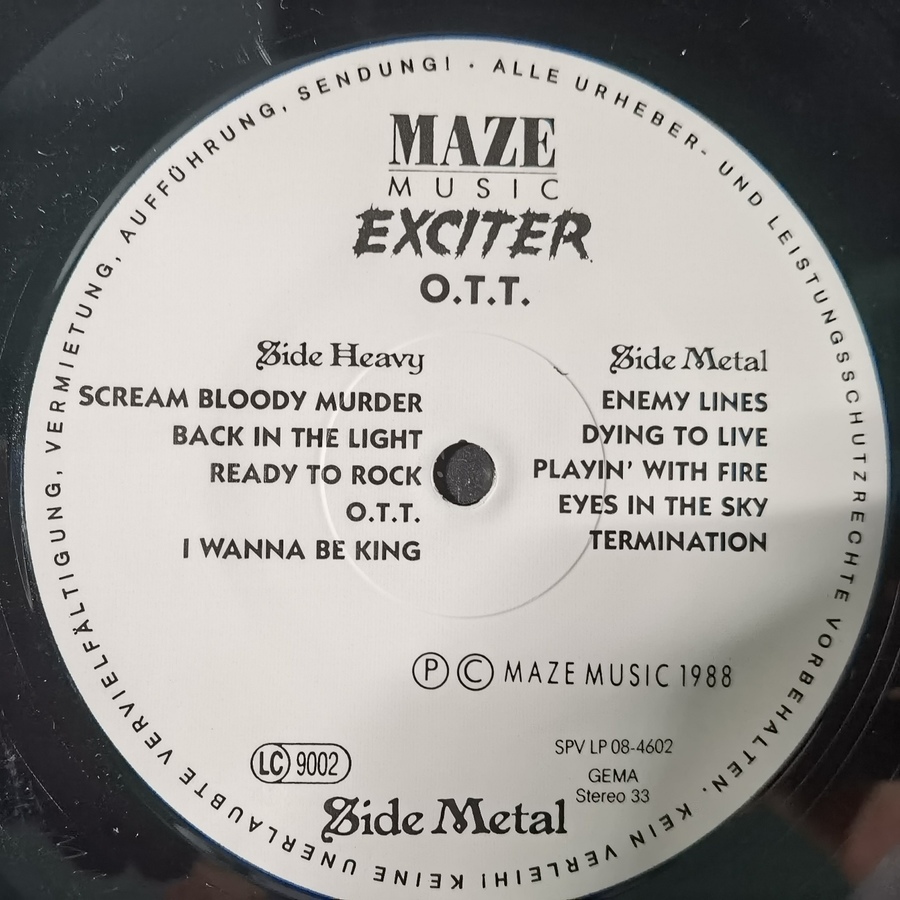 ALLE URHEBER- UND LEISTUNGSSCHUTZRECHTE VORBEHALTEN. KEIN VERLEIH! KEINE UNERLAUBTE VERVIELFÄLTIGUNG, VERMIETUNG, AUFFÜHRUNG, SENDUNG! ·
MAZE
MUSIC
EXCITER
O.T.T.
Side Heavy
SCREAM BLOODY MURDER
BACK IN THE LIGHT
READY TO ROCK
O.T.T.
I WANNA BE KING
Side Metal
ENEMY LINES
DYING TO LIVE
PLAYIN' WITH FIRE
EYES IN THE SKY
TERMINATION
Ⓟ © MAZE MUSIC 1988
LC 9002
SPV LP 08-4602
GEMA
Stereo 33
Side Metal